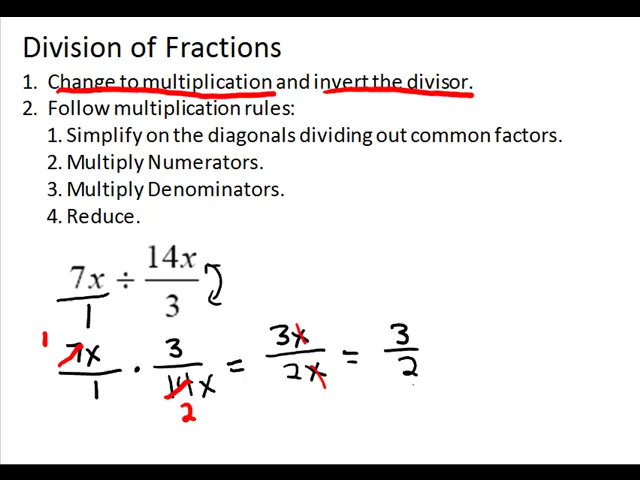 Division of Fractions
1. Change to multiplication and invert the divisor.
2. Follow multiplication rules:
1. Simplify on the diagonals dividing out common factors.
2. Multiply Numerators.
3. Multiply Denominators.
4. Reduce.
7x/1 ÷ 14x/3
1 7x/1 · 3/14x 2 = 3x/2x = 3/2